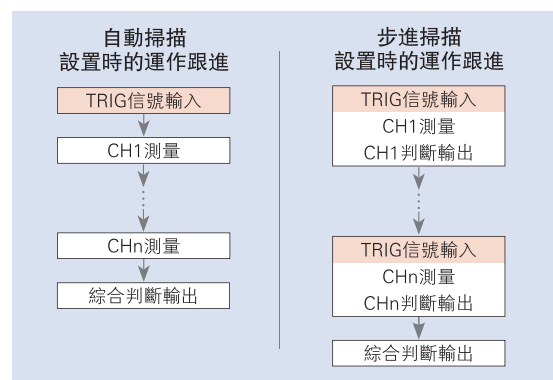 自動掃描
設置時的運作跟進
TRIG信號輸入
CH1測量
CHn測量
綜合判斷輸出
步進掃描
設置時的運作跟進
TRIG信號輸入
CH1測量
CH1判斷輸出
TRIG信號輸入
CHn測量
CHn判斷輸出
綜合判斷輸出